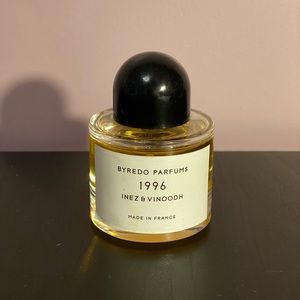 BYREDO PARFUMS
1996
INEZ & VINOODH
MADE IN FRANCE